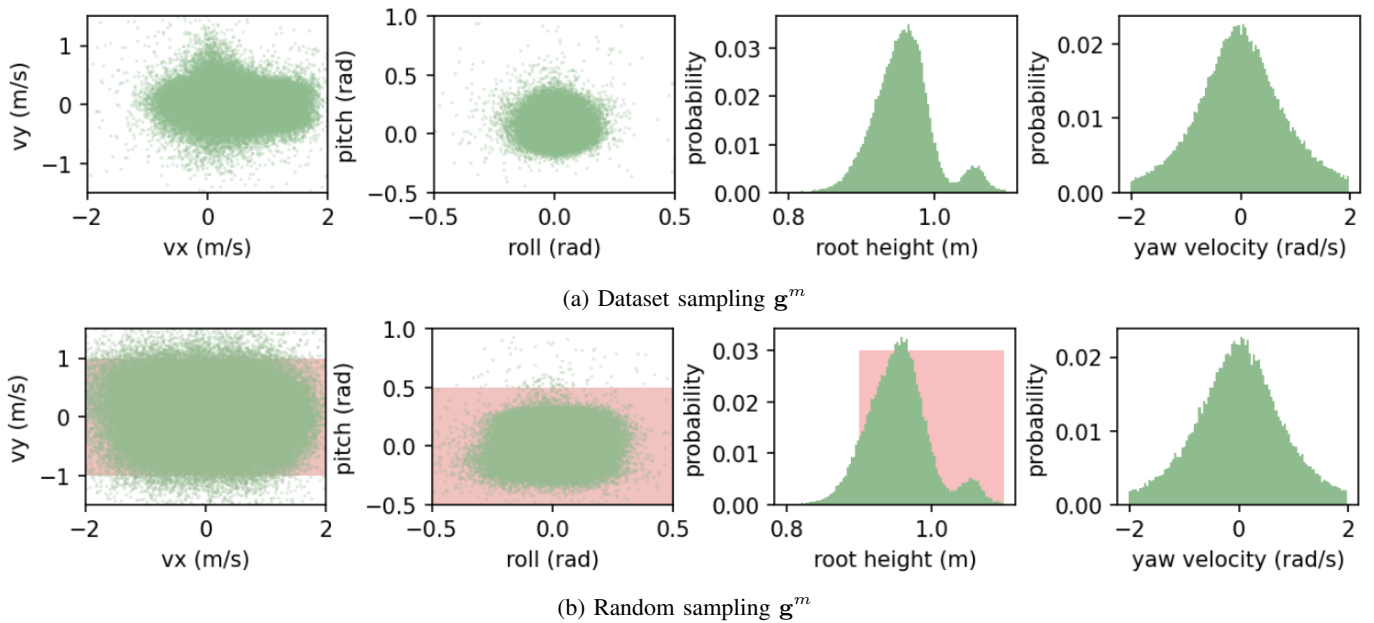 vy (m/s)
1
0
−1
−2
0
2
vx (m/s)
pitch (rad)
1.0
0.5
0.0
−0.5
−0.5
0.0
0.5
roll (rad)
probability
0.03
0.02
0.01
0.00
0.8
1.0
root height (m)
probability
0.02
0.01
0.00
−2
0
2
yaw velocity (rad/s)
(a) Dataset sampling g^m
vy (m/s)
1
0
−1
−2
0
2
vx (m/s)
pitch (rad)
1.0
0.5
0.0
−0.5
−0.5
0.0
0.5
roll (rad)
probability
0.03
0.02
0.01
0.00
0.8
1.0
root height (m)
probability
0.02
0.01
0.00
−2
0
2
yaw velocity (rad/s)
(b) Random sampling g^m